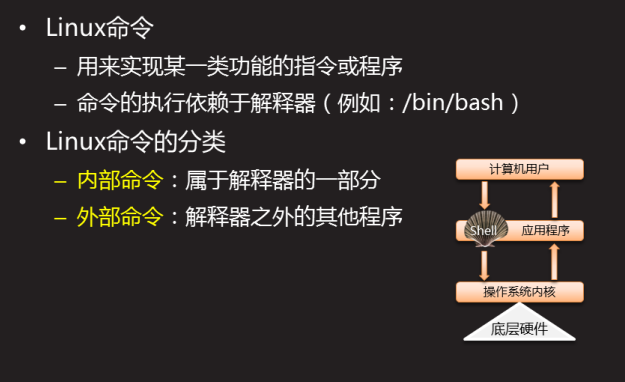 • Linux命令
– 用来实现某一类功能的指令或程序
– 命令的执行依赖于解释器（例如：/bin/bash）
• Linux命令的分类
– 内部命令：属于解释器的一部分
– 外部命令：解释器之外的其他程序
计算机用户
Shell 应用程序
操作系统内核
底层硬件